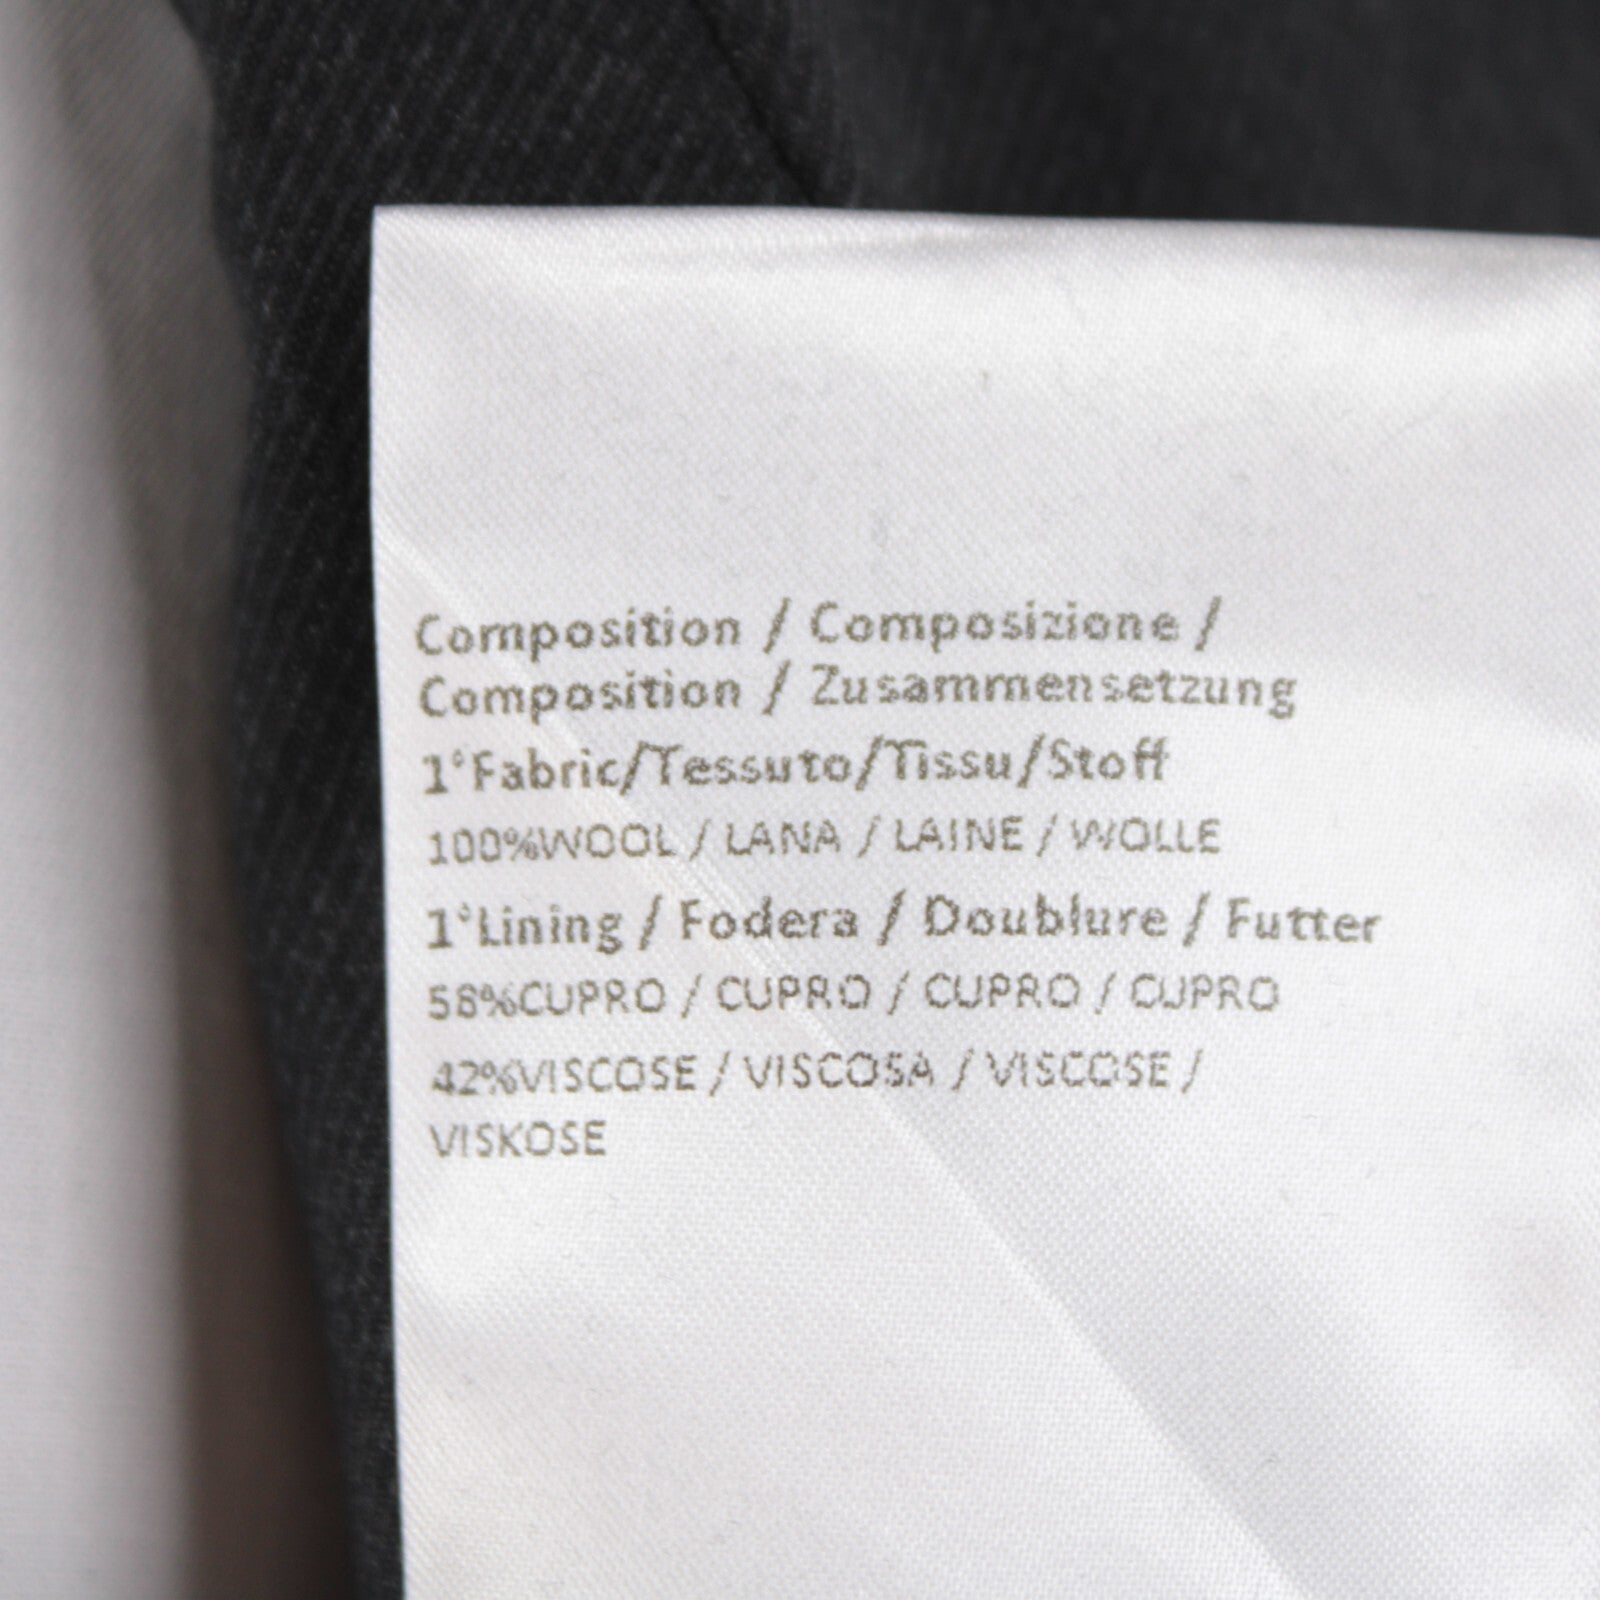 Composition / Composizione /
Composition / Zusammensetzung
1°Fabric/Tessuto/Tissu/Stoff
100%WOOL / LANA / LAINE / WOLLE
1°Lining / Fodera / Doublure / Futter
58%CUPRO / CUPRO / CUPRO / CUPRO
42%VISCOSE / VISCOSA / VISCOSE /
VISKOSE